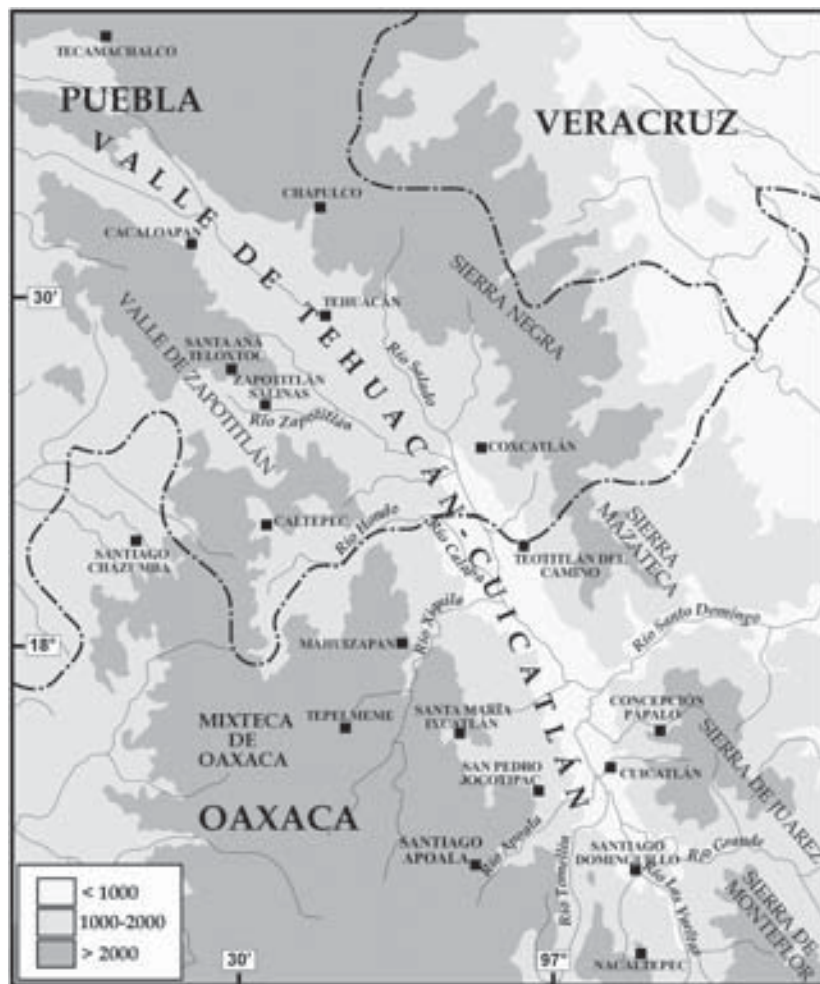 TECAMACHALCO
PUEBLA
VERACRUZ
VALLE DE TEHUACÁN-CUICATLÁN
CHAPULCO
CACALOAPAN
SIERRA NEGRA
30'
TEHUACÁN
VALLE DE ZAPOTITLÁN
SANTA ANA
TELOXTOC
ZAPOTITLÁN
SALINAS
Río Salado
Río Zapotitlán
COXCATLÁN
CALTEPEC
Río Hondo
Río Calapa
SANTIAGO
CHAZUMBA
TEOTITLÁN DEL
CAMINO
SIERRA
MAZATECA
Río Xiquila
Río Santo Domingo
18°
MAHUIZAPAN
MIXTECA
DE
OAXACA
TEPELMEME
SANTA MARÍA
IXCATLÁN
CONCEPCIÓN
PÁPALO
SAN PEDRO
JOCOTIPAC
CUICATLÁN
SIERRA DE JUÁREZ
OAXACA
SANTIAGO
APOALA
Río Apoala
Río Tomellín
SANTIAGO
DOMINGUILLO
Río Grande
Río Las Vueltas
SIERRA DE
MONTEFLOR
NACALTEPEC
< 1000
1000-2000
> 2000
30'
97°